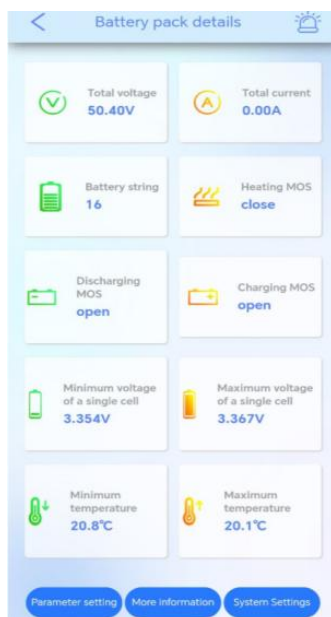 Battery pack details
Total voltage
50.40V
Total current
0.00A
Battery string
16
Heating MOS
close
Discharging
MOS
open
Charging MOS
open
Minimum voltage
of a single cell
3.354V
Maximum voltage
of a single cell
3.367V
Minimum
temperature
20.8℃
Maximum
temperature
20.1℃
Parameter setting
More information
System Settings